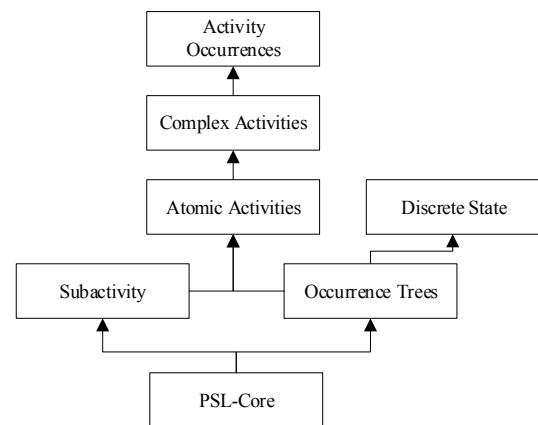 Activity
Occurrences
Complex Activities
Atomic Activities
Discrete State
Subactivity
Occurrence Trees
PSL-Core